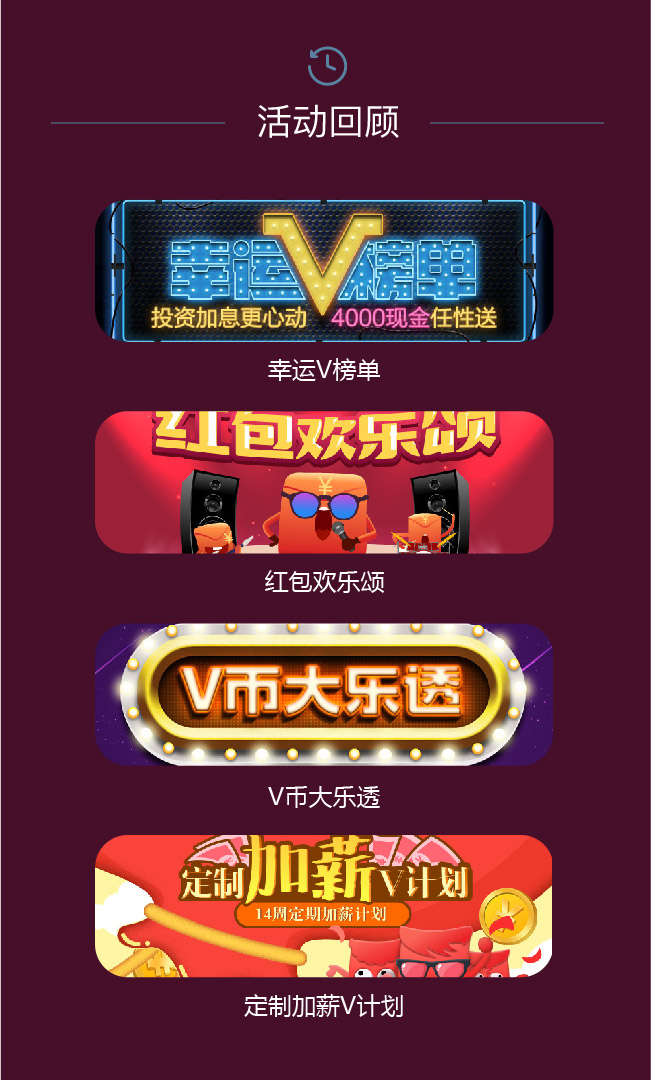 活动回顾
幸运V榜单
投资加息更心动 4000现金任性送
幸运V榜单
红包欢乐颂
¥
¥
红包欢乐颂
V币大乐透
V币大乐透
定制加薪V计划
14周定期加薪计划
定制加薪V计划